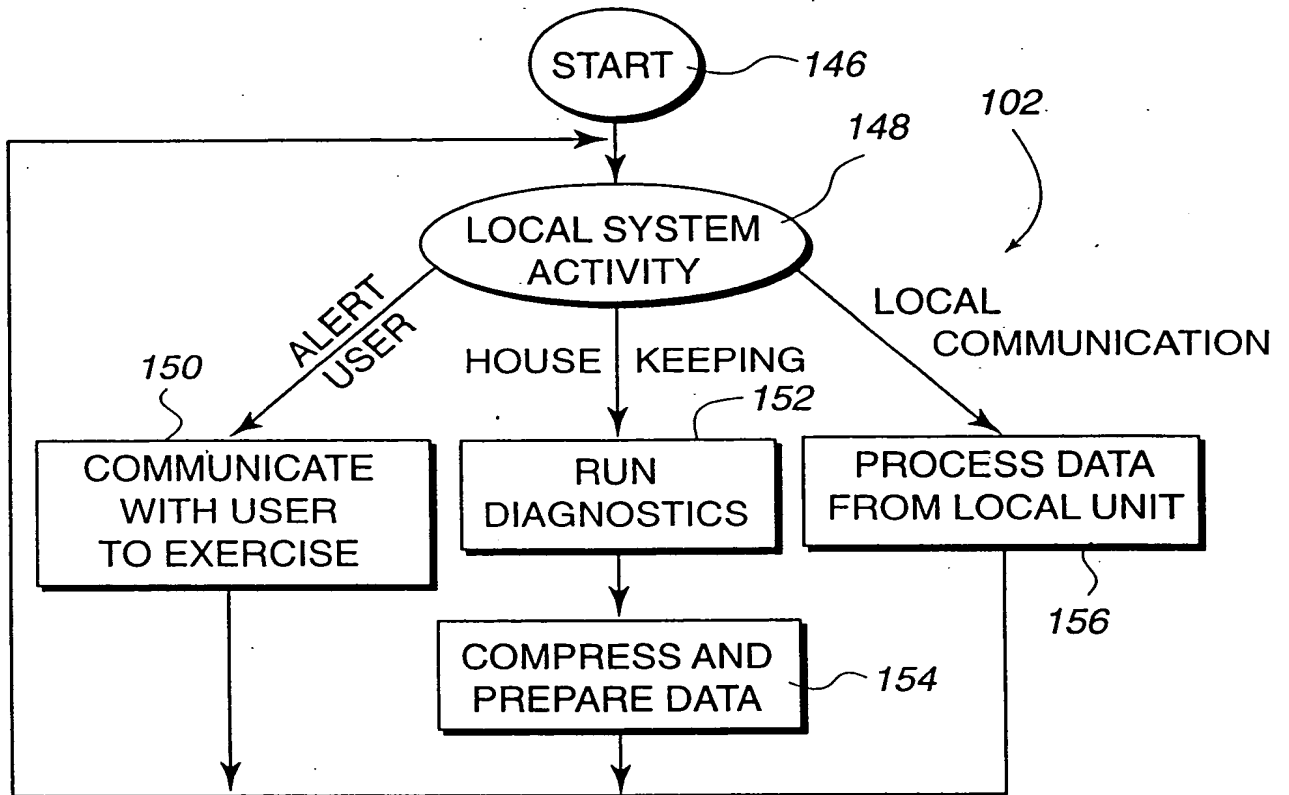 START
146
102
148
LOCAL SYSTEM
ACTIVITY
ALERT
USER
HOUSE KEEPING
LOCAL
COMMUNICATION
150
152
COMMUNICATE
WITH USER
TO EXERCISE
RUN
DIAGNOSTICS
PROCESS DATA
FROM LOCAL UNIT
156
COMPRESS AND
PREPARE DATA
154